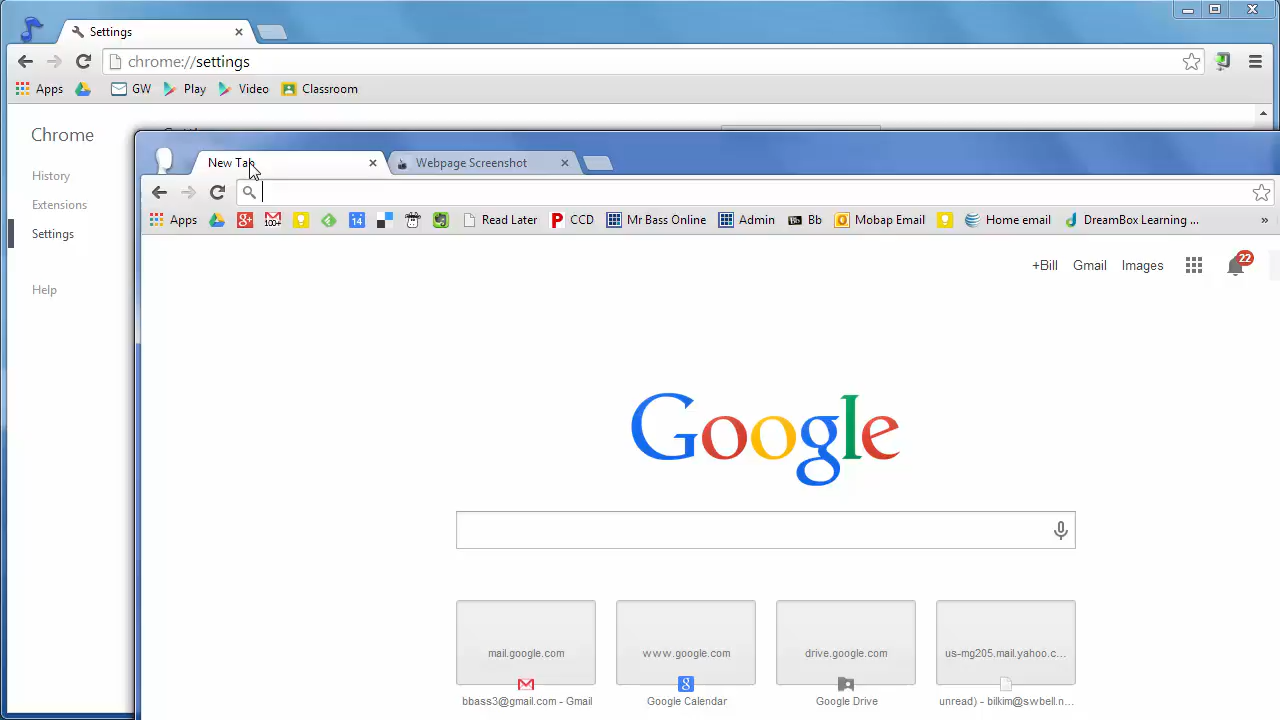 Settings
chrome://settings
Apps GW Play Video Classroom
Chrome
History
Extensions
Settings
Help
New Tab Webpage Screenshot
Apps 100+ 14 Read Later CCD Mr Bass Online Admin Bb Mobap Email Home email DreamBox Learning ... »
+Bill Gmail Images 22
Google
mail.google.com www.google.com drive.google.com us-mg205.mail.yahoo.c...
bbass3@gmail.com - Gmail Google Calendar Google Drive unread) - bilkim@swbell.n...